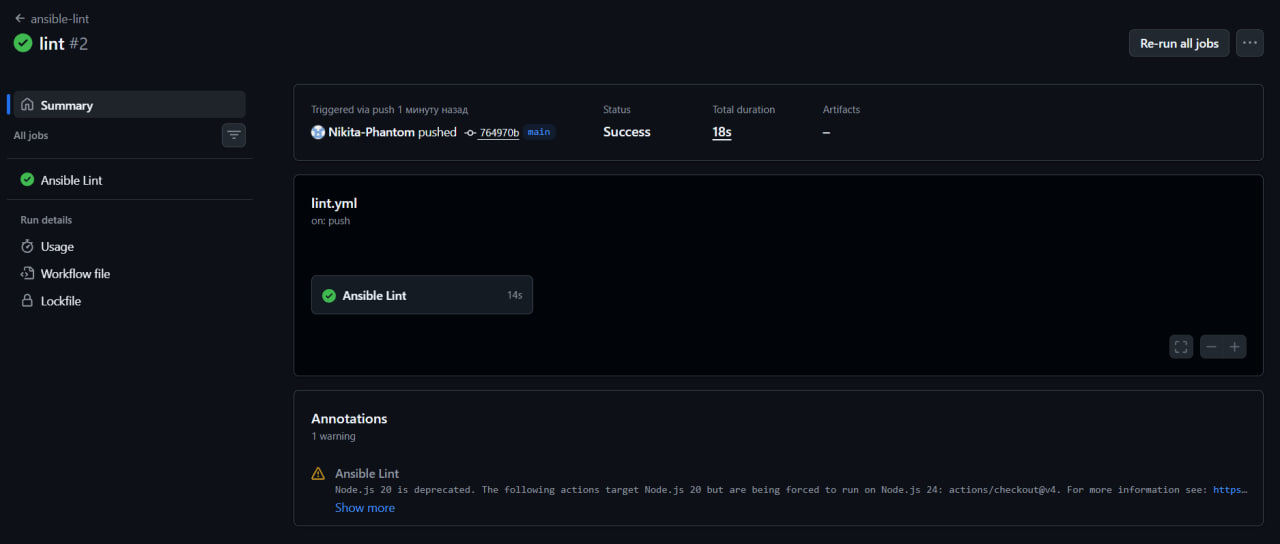 ← ansible-lint
lint #2
Re-run all jobs
Summary
All jobs
Ansible Lint
Run details
Usage
Workflow file
Lockfile
Triggered via push 1 минуту назад
Nikita-Phantom pushed 764970b main
Status
Success
Total duration
18s
Artifacts
–
lint.yml
on: push
Ansible Lint 14s
Annotations
1 warning
Ansible Lint
Node.js 20 is deprecated. The following actions target Node.js 20 but are being forced to run on Node.js 24: actions/checkout@v4. For more information see: https…
Show more